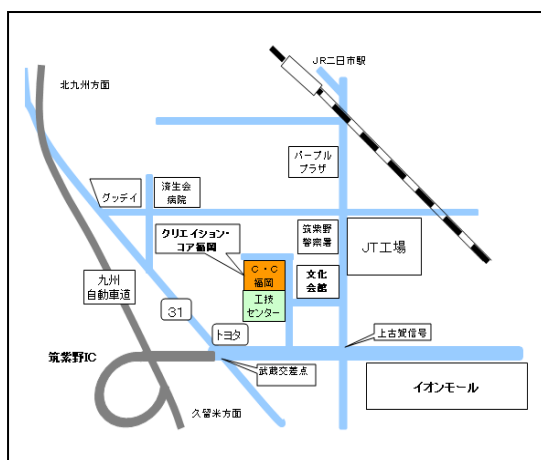 JR二日市駅
北九州方面
パープル
プラザ
グッデイ
済生会
病院
クリエイション・
コア福岡
筑紫野
警察署
JT工場
C・C
福岡
文化
会館
九州
自動車道
工技
センター
31
トヨタ
上古賀信号
筑紫野IC
武蔵交差点
イオンモール
久留米方面